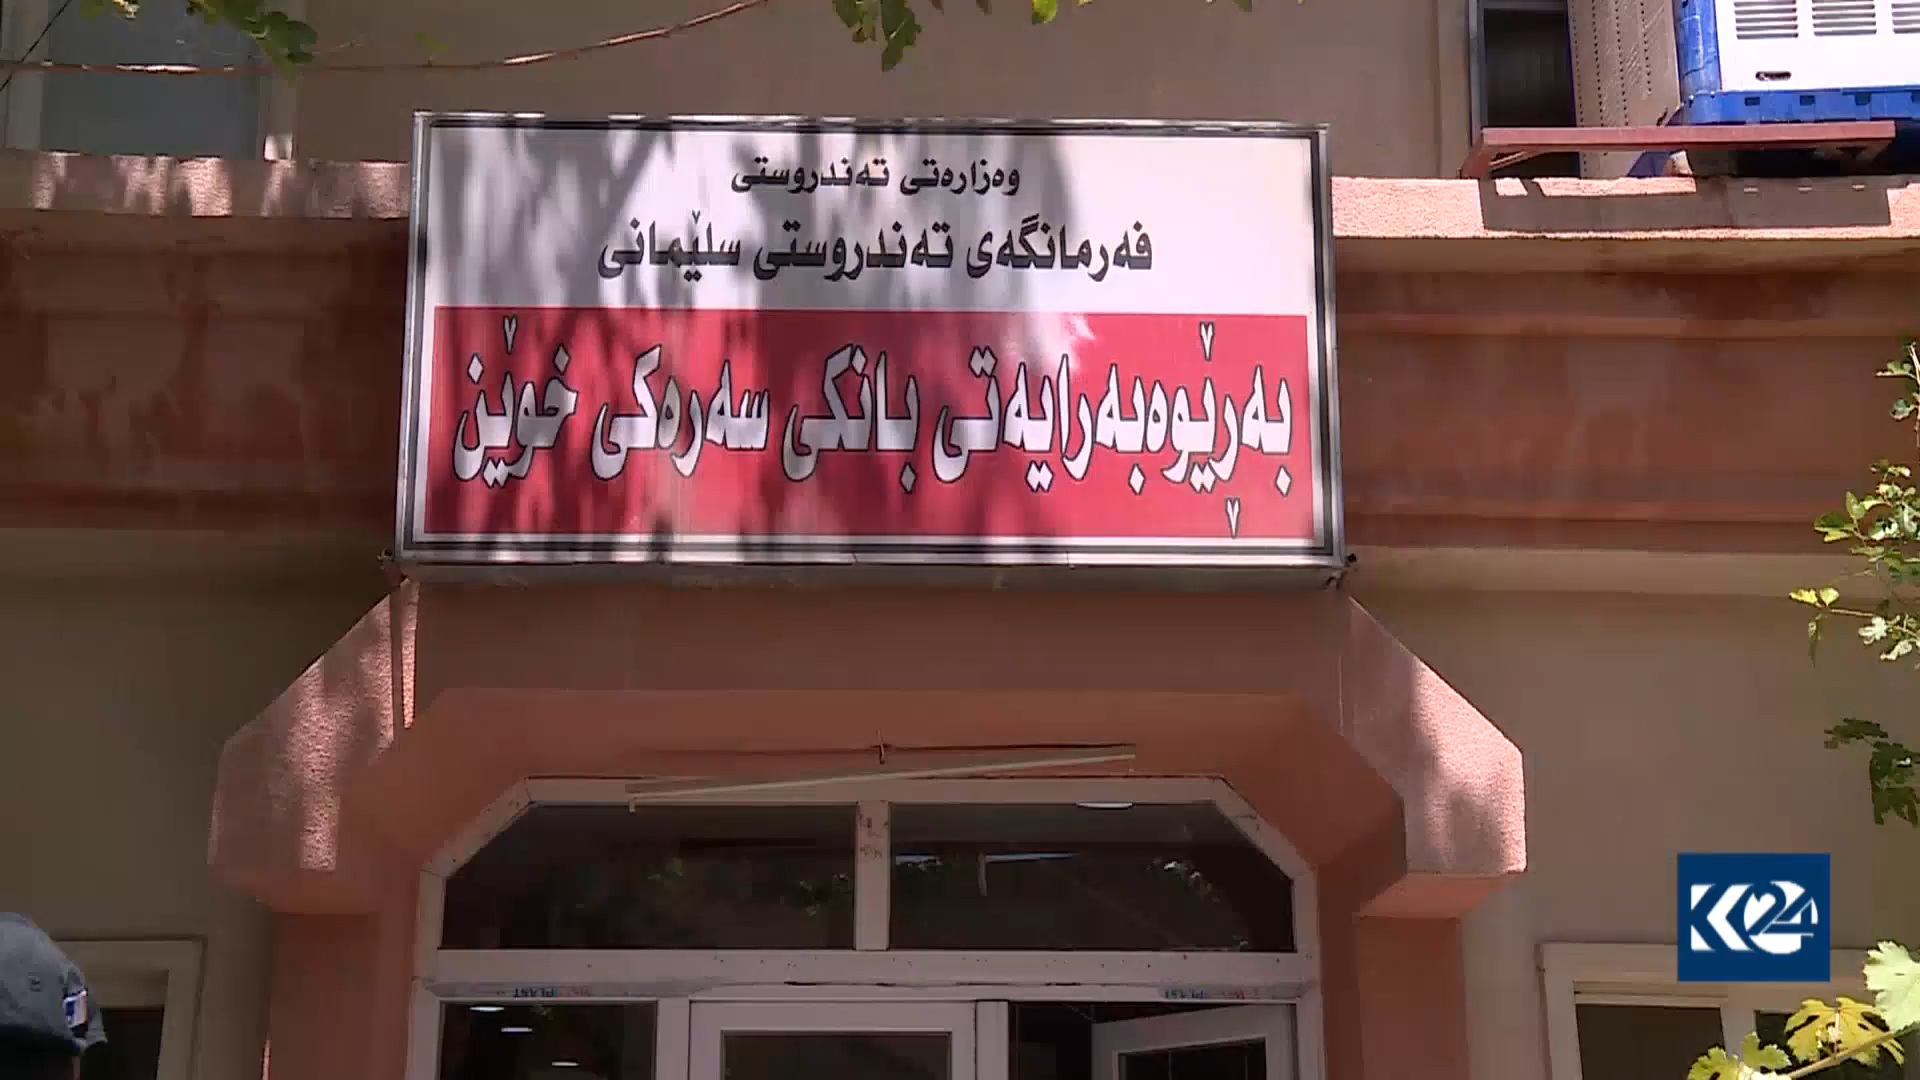 وەزارەتی تەندروستی
فەرمانگەی تەندروستی سلێمانی
بەڕێوەبەرایەتی بانکی سەرەکی خوێن
K24